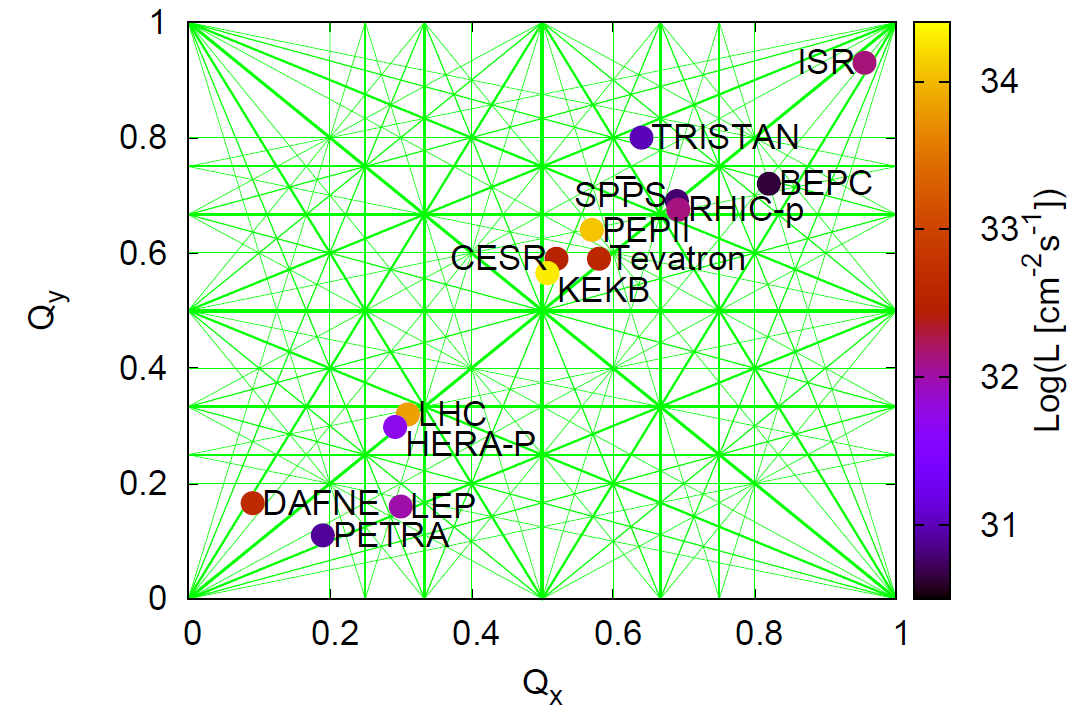 1
ISR
34
0.8
TRISTAN
BEPC
SPP̅S
RHIC-p
PEPII
33
0.6
CESR
Tevatron
KEKB
Q_y
Log(L [cm^-2s^-1])
0.4
32
LHC
HERA-P
0.2
DAFNE
LEP
31
PETRA
0
0
0.2
0.4
0.6
0.8
1
Q_x